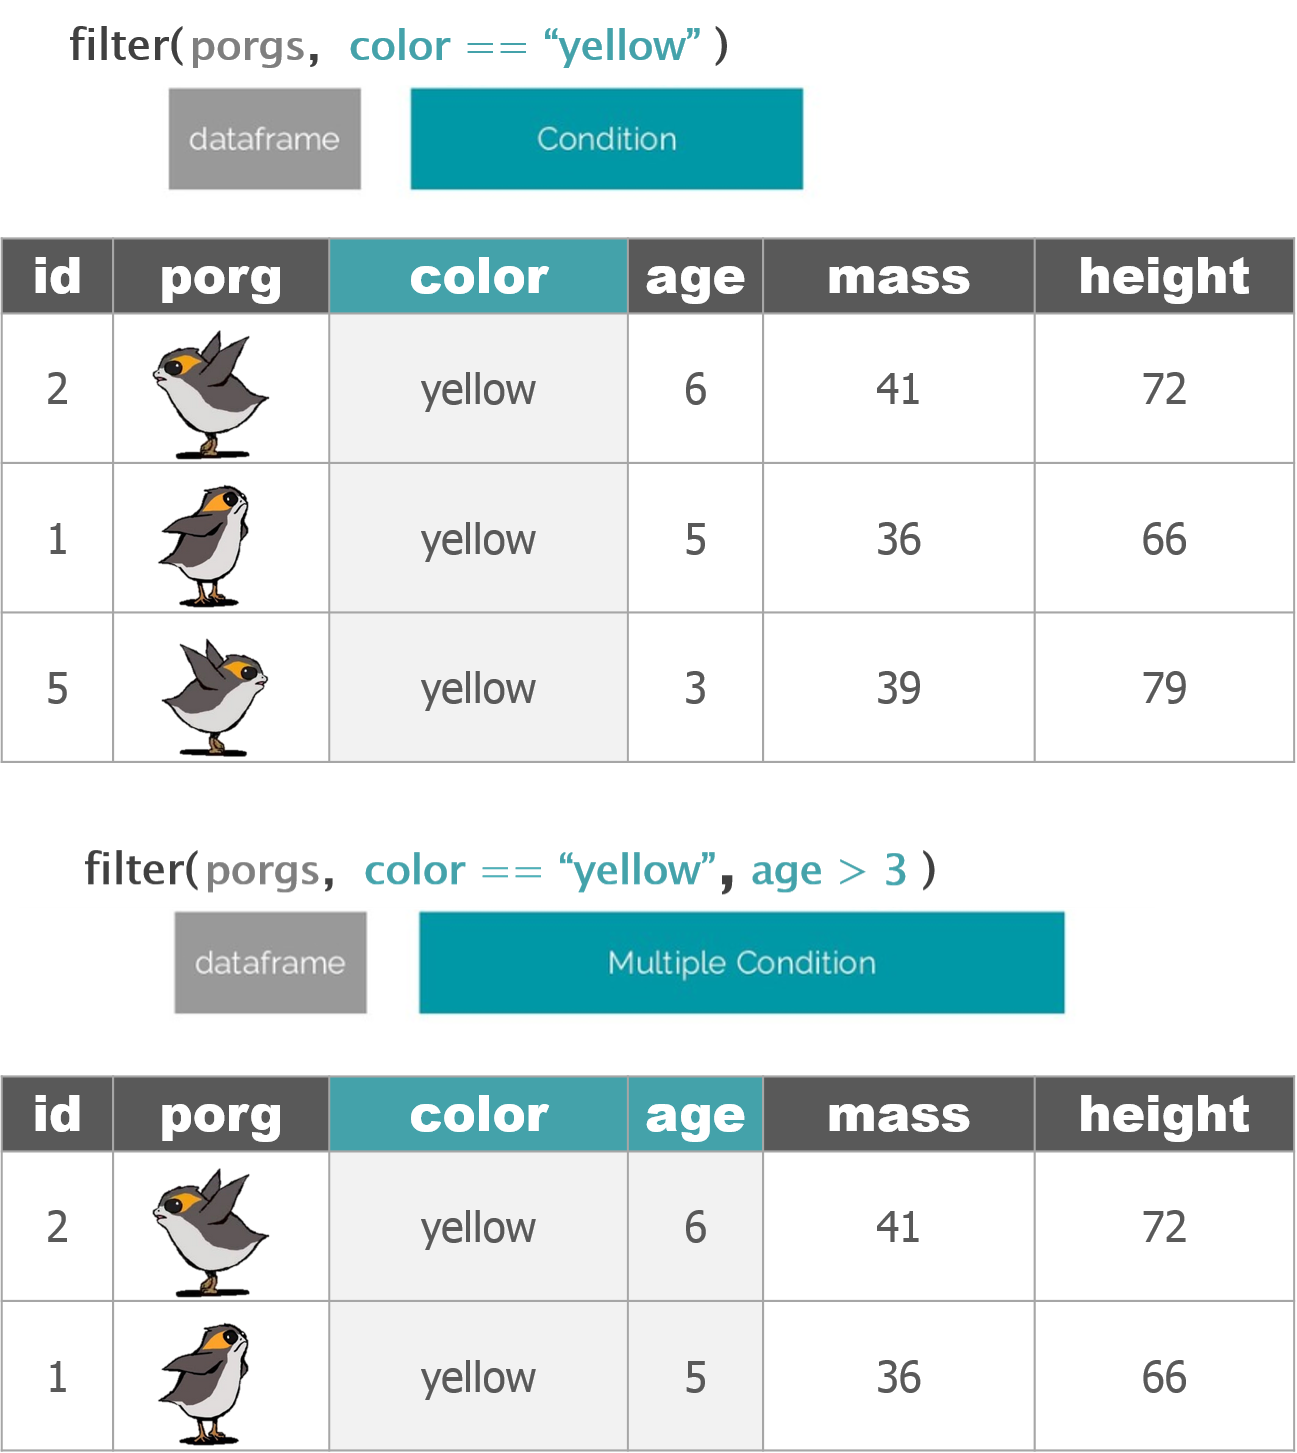 filter(porgs, color == “yellow” )
dataframe Condition
id porg color age mass height
2 yellow 6 41 72
1 yellow 5 36 66
5 yellow 3 39 79
filter(porgs, color == “yellow”, age > 3 )
dataframe Multiple Condition
id porg color age mass height
2 yellow 6 41 72
1 yellow 5 36 66